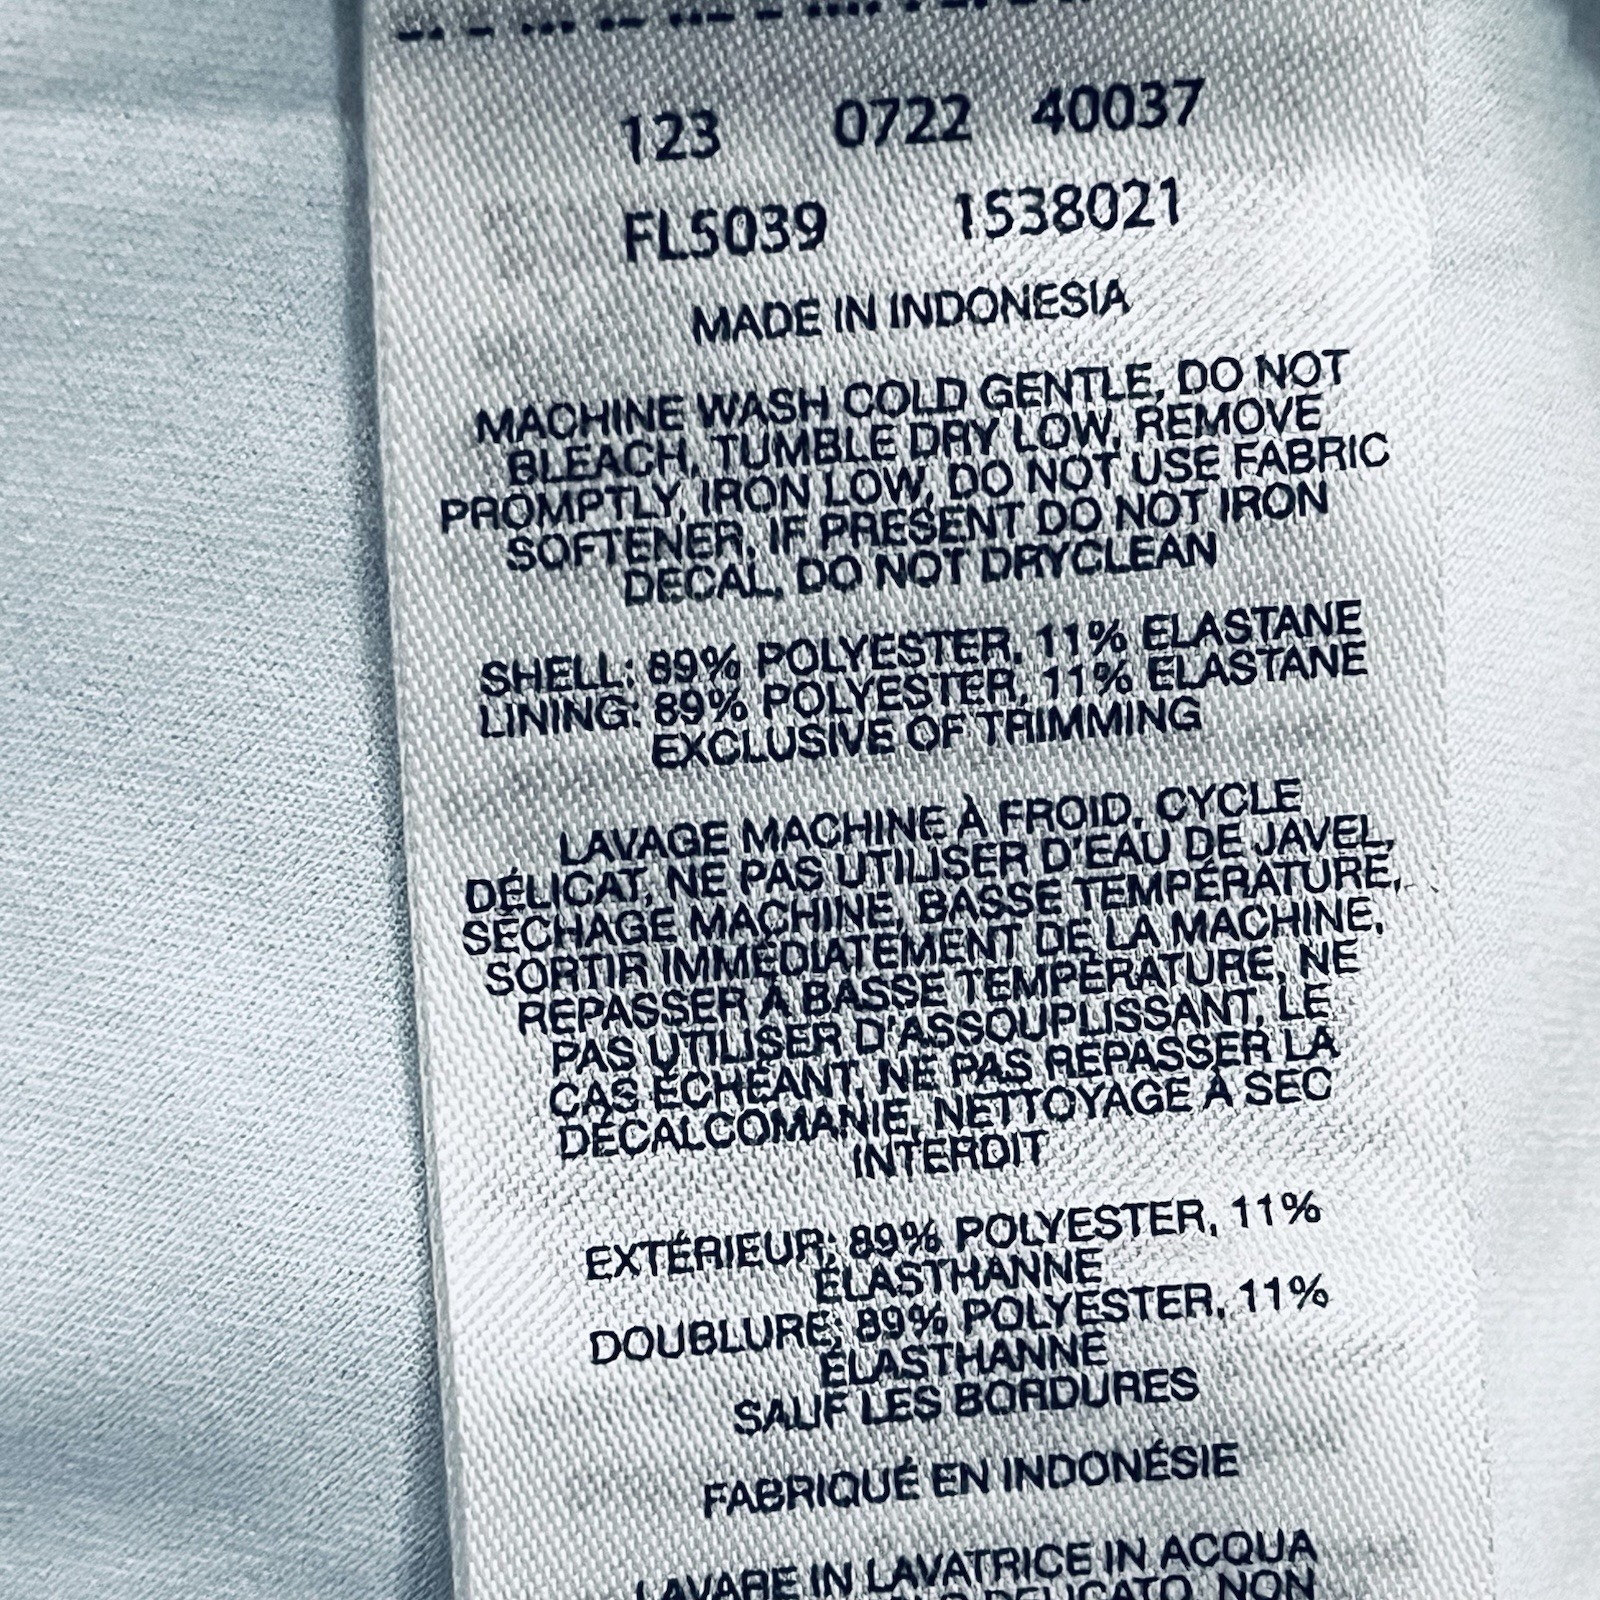 123 0722 40037
FL5039 1538021
MADE IN INDONESIA
MACHINE WASH COLD GENTLE, DO NOT
BLEACH, TUMBLE DRY LOW, REMOVE
PROMPTLY, IRON LOW, DO NOT USE FABRIC
SOFTENER, IF PRESENT DO NOT IRON
DECAL, DO NOT DRYCLEAN
SHELL: 89% POLYESTER, 11% ELASTANE
LINING: 89% POLYESTER, 11% ELASTANE
EXCLUSIVE OF TRIMMING
LAVAGE MACHINE À FROID, CYCLE
DÉLICAT, NE PAS UTILISER D'EAU DE JAVEL,
SÉCHAGE MACHINE, BASSE TEMPÉRATURE,
SORTIR IMMÉDIATEMENT DE LA MACHINE,
REPASSER À BASSE TEMPÉRATURE, NE
PAS UTILISER D'ASSOUPLISSANT, LE
CAS ÉCHÉANT, NE PAS REPASSER LA
DÉCALCOMANIE, NETTOYAGE À SEC
INTERDIT
EXTÉRIEUR: 89% POLYESTER, 11%
ÉLASTHANNE
DOUBLURE: 89% POLYESTER, 11%
ÉLASTHANNE
SAUF LES BORDURES
FABRIQUÉ EN INDONÉSIE
LAVARE IN LAVATRICE IN ACQUA
DELICATO, NON